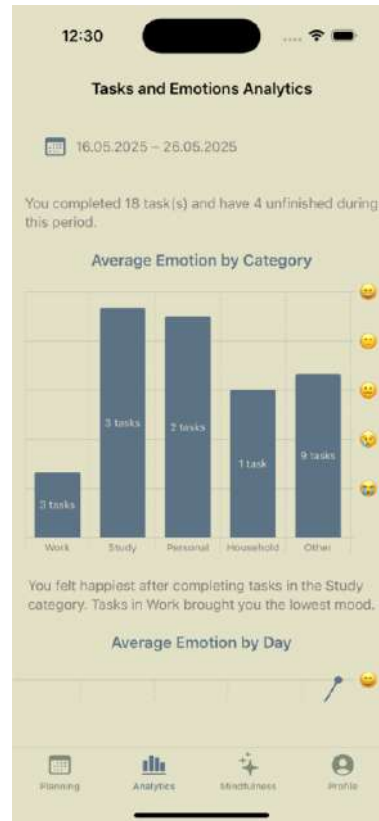 12:30
Tasks and Emotions Analytics
16.05.2025 – 26.05.2025
You completed 18 task(s) and have 4 unfinished during
this period.
Average Emotion by Category
3 tasks
3 tasks
2 tasks
1 task
9 tasks
Work
Study
Personal
Household
Other
You felt happiest after completing tasks in the Study
category. Tasks in Work brought you the lowest mood.
Average Emotion by Day
Planning
Analytics
Mindfulness
Profile